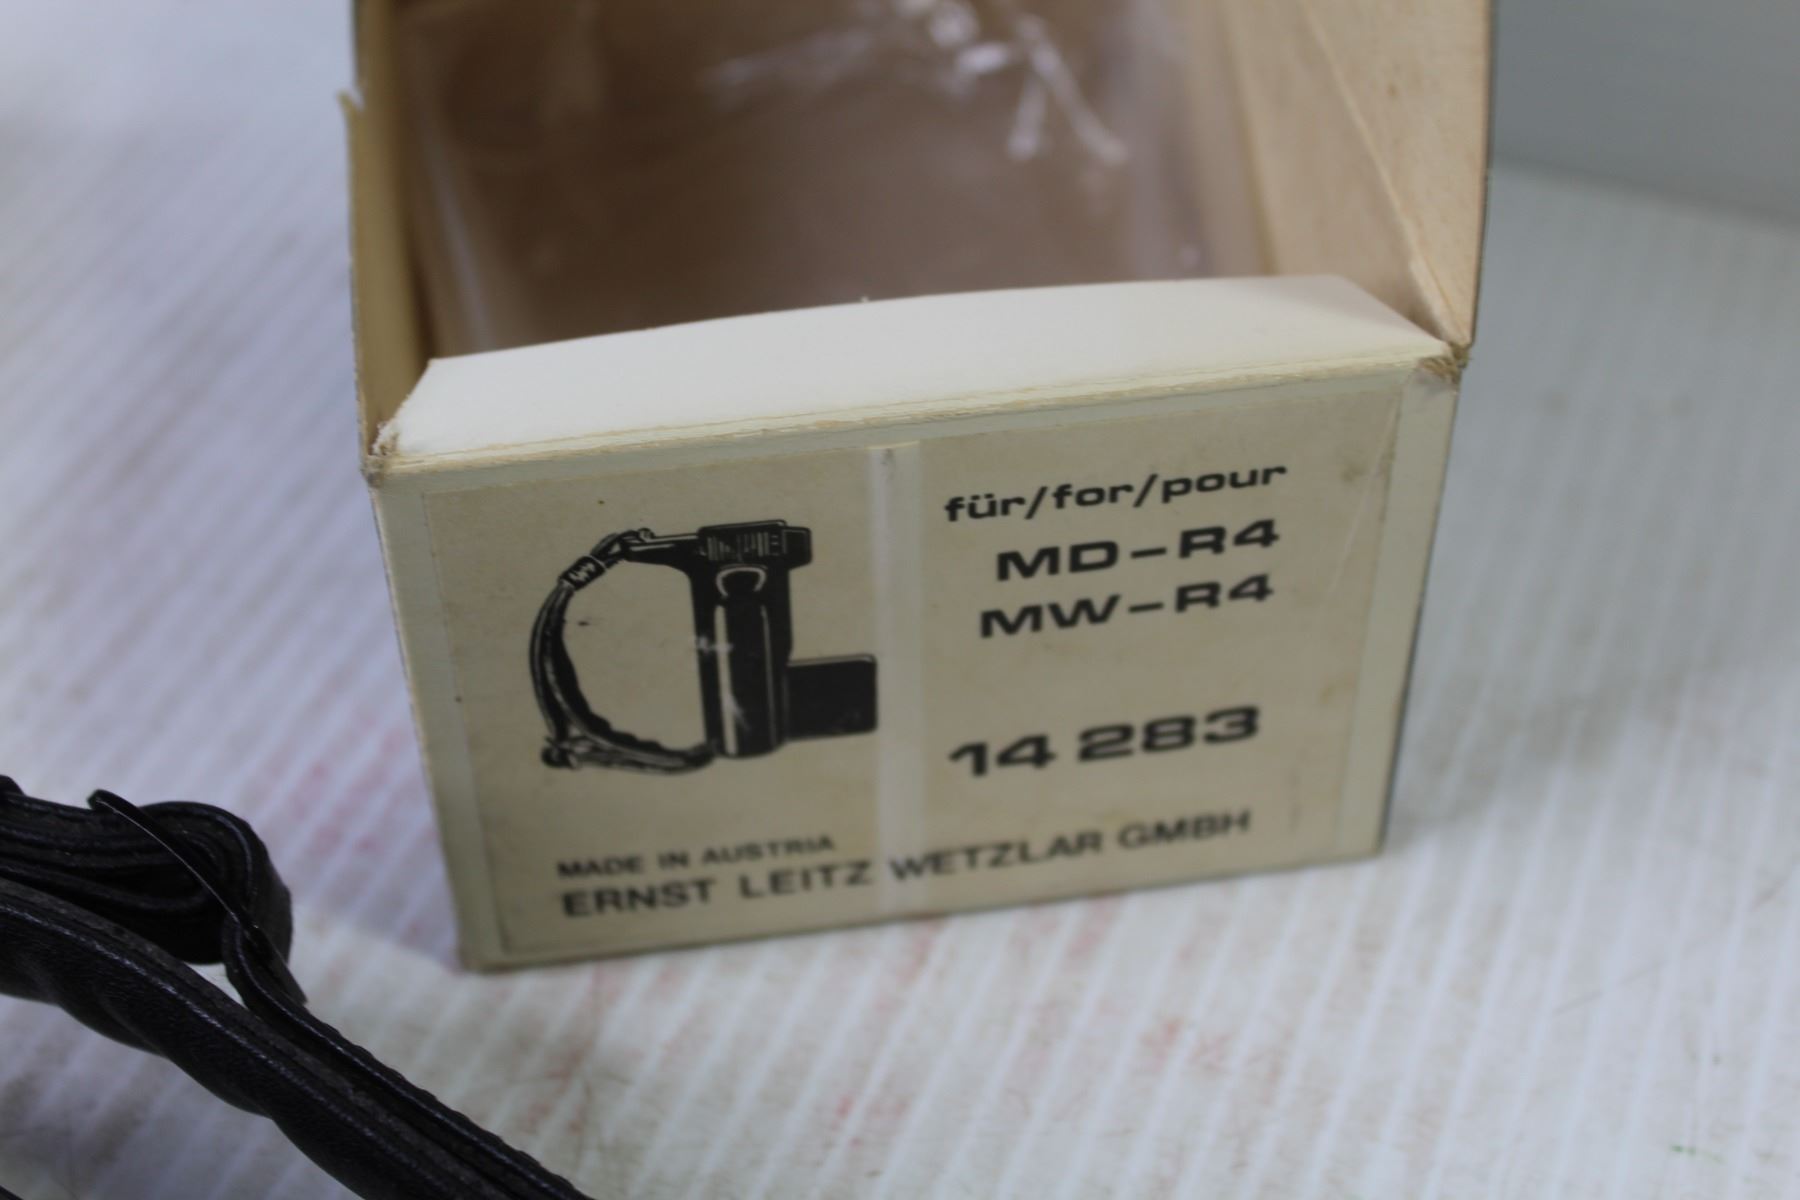 für/for/pour
MD-R4
MW-R4
14 283
MADE IN AUSTRIA
ERNST LEITZ WETZLAR GMBH